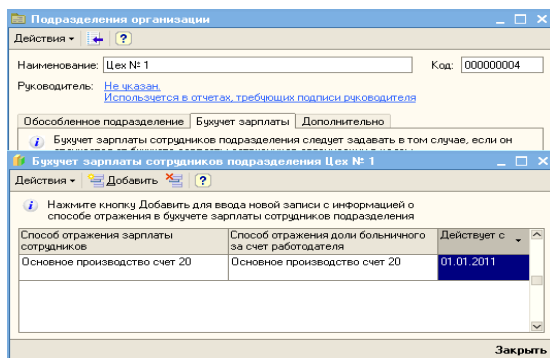 Подразделения организации
Действия
Наименование: Цех № 1 Код: 000000004
Руководитель: Не указан.
Используется в отчетах, требующих подписи руководителя
Обособленное подразделение Бухучет зарплаты Дополнительно
Бухучет зарплаты сотрудников подразделения следует задавать в том случае, если он
Бухучет зарплаты сотрудников подразделения Цех № 1
Действия Добавить
Нажмите кнопку Добавить для ввода новой записи с информацией о
способе отражения в бухучете зарплаты сотрудников подразделения
Способ отражения зарплаты Способ отражения доли больничного Действует с
сотрудников за счет работодателя
Основное производство счет 20 Основное производство счет 20 01.01.2011
Закрыть